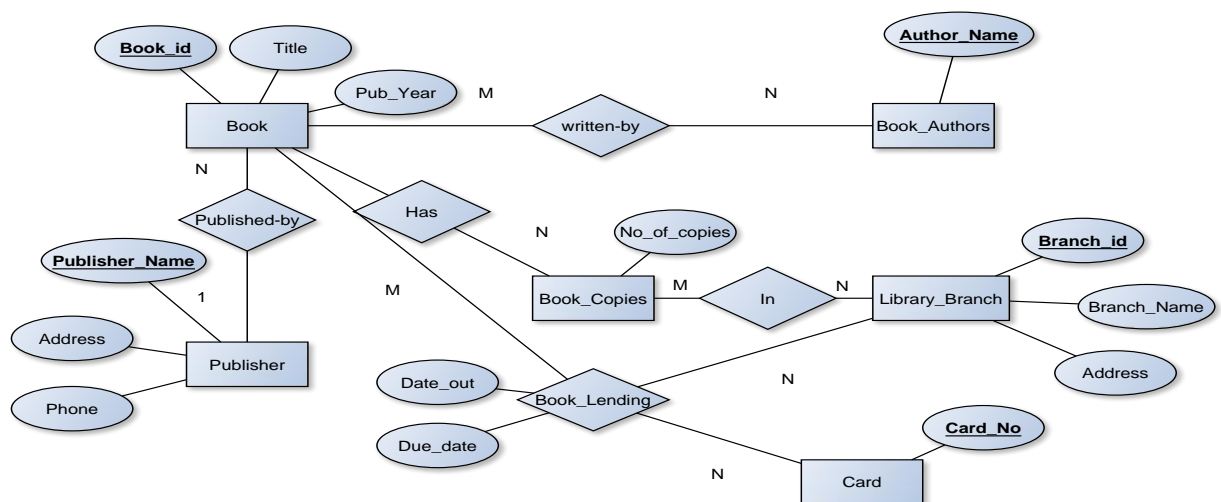 Author_Name
Book_id
Title
Pub_Year
M
N
Book
written-by
Book_Authors
N
Published-by
Has
N
No_of_copies
Branch_id
Publisher_Name
1
M
Book_Copies
M
In
N
Library_Branch
Branch_Name
Address
Publisher
Date_out
Book_Lending
N
Address
Phone
Due_date
Card_No
N
Card